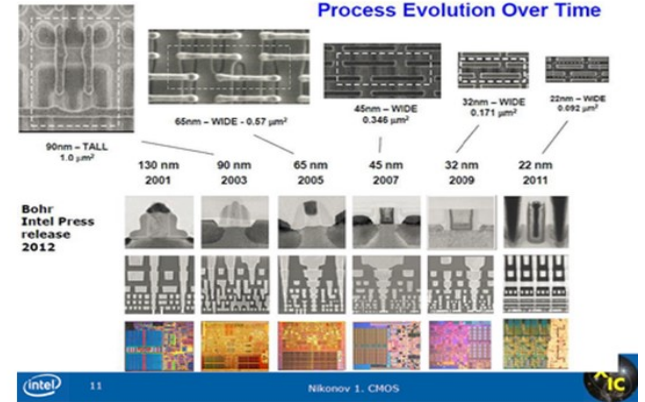 Process Evolution Over Time
90nm – TALL
1.0 µm²
65nm – WIDE - 0.57 µm²
45nm – WIDE
0.346 µm²
32nm – WIDE
0.171 µm²
22nm – WIDE
0.092 µm²
130 nm
2001
90 nm
2003
65 nm
2005
45 nm
2007
32 nm
2009
22 nm
2011
Bohr
Intel Press
release
2012
intel
11
Nikonov 1. CMOS
XIC